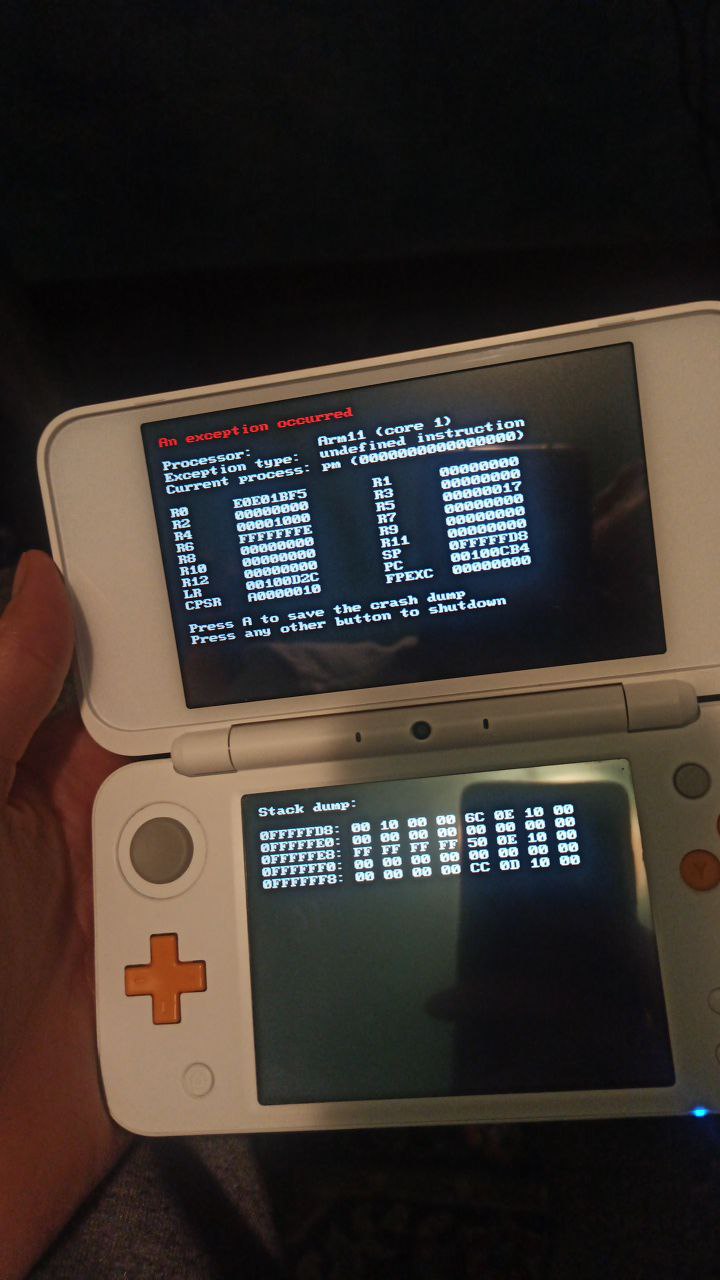 An exception occurred
Processor: Arm11 (core 1)
Exception type: undefined instruction
Current process: pm (0000000000000000)
R0 E0E01BF5 R1 00000000
R2 00000000 R3 00000000
R4 00001000 R5 00000017
R6 FFFFFFFE R7 00000000
R8 00000000 R9 00000000
R10 00000000 R11 00000000
R12 00000000 SP 0FFFFFD8
LR 00100D2C PC 00100CB4
CPSR A0000010 FPEXC 00000000
Press A to save the crash dump
Press any other button to shutdown
Stack dump:
0FFFFFD8: 00 10 00 00 6C 0E 10 00
0FFFFFE0: 00 00 00 00 00 00 00 00
0FFFFFE8: FF FF FF FF 50 0E 10 00
0FFFFFF0: 00 00 00 00 00 00 00 00
0FFFFFF8: 00 00 00 00 CC 0D 10 00
Y